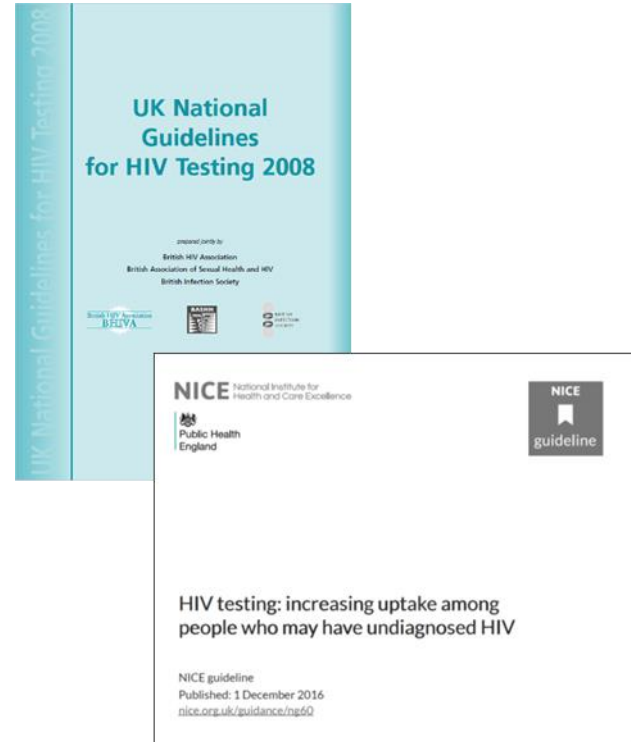 UK National Guidelines for HIV Testing 2008
UK National
Guidelines
for HIV Testing 2008
prepared jointly by
British HIV Association
British Association of Sexual Health and HIV
British Infection Society
British HIV Association
BHIVA
BASHH
NICE National Institute for
Health and Care Excellence
Public Health
England
NICE
guideline
HIV testing: increasing uptake among
people who may have undiagnosed HIV
NICE guideline
Published: 1 December 2016
nice.org.uk/guidance/ng60